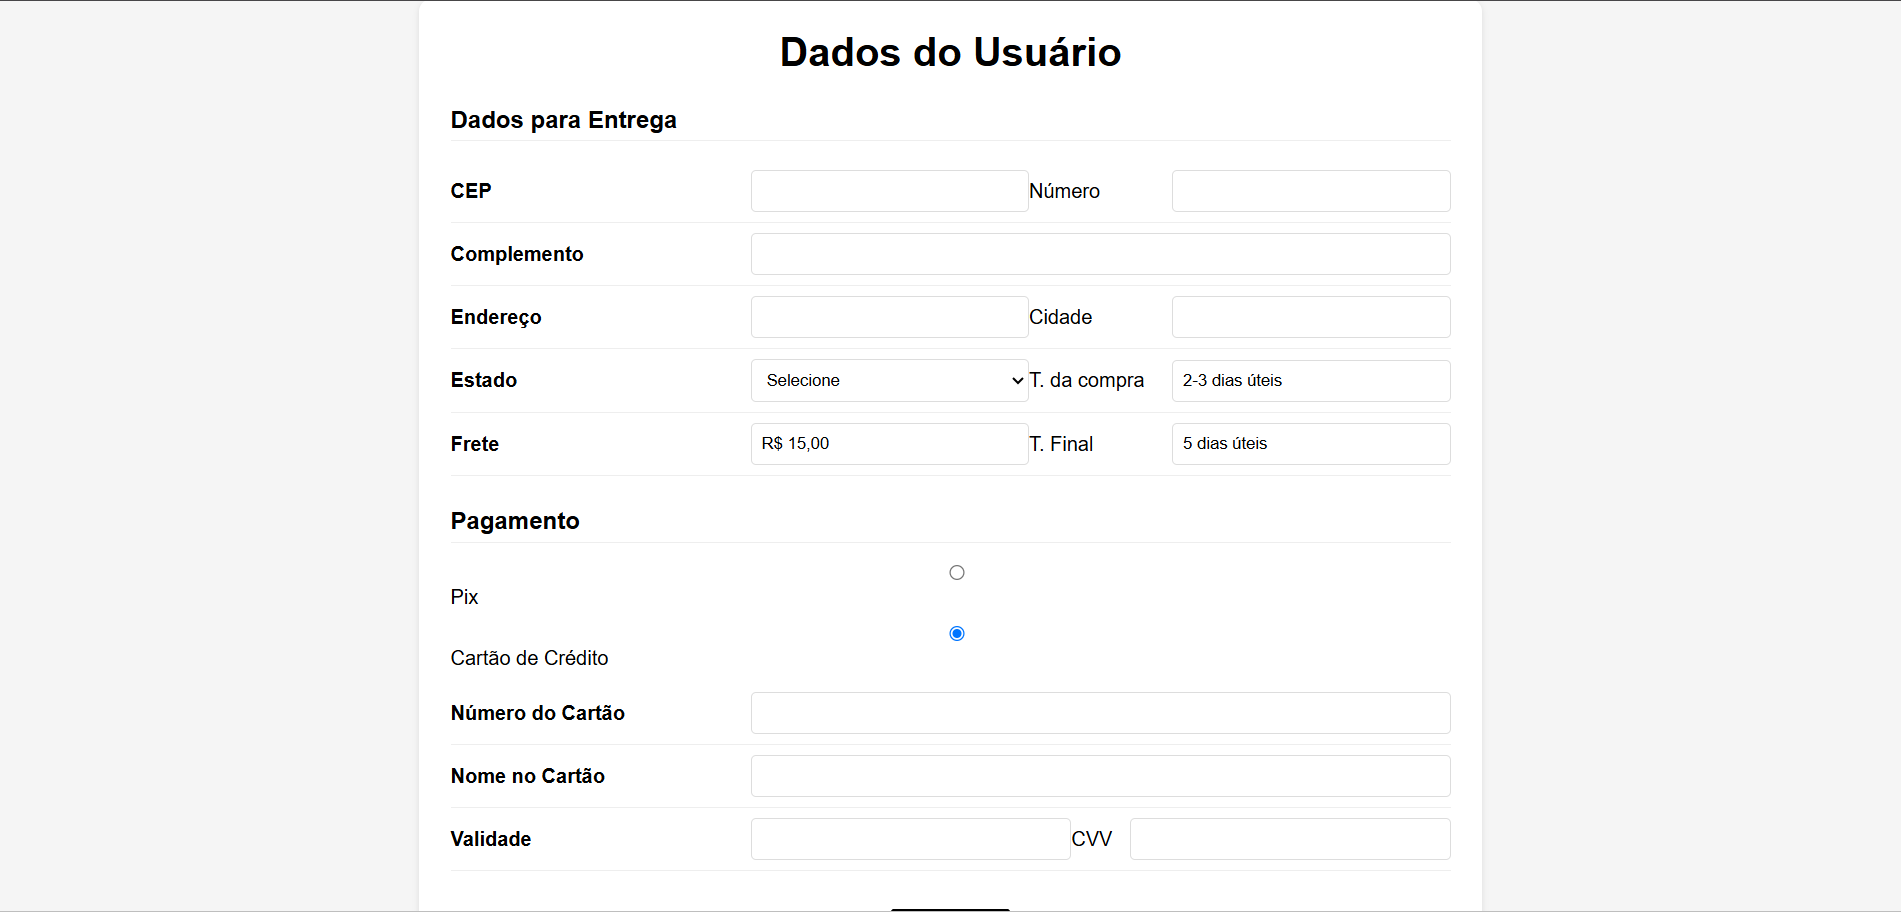 Dados do Usuário
Dados para Entrega
CEP Número
Complemento
Endereço Cidade
Estado Selecione T. da compra 2-3 dias úteis
Frete R$ 15,00 T. Final 5 dias úteis
Pagamento
Pix
Cartão de Crédito
Número do Cartão
Nome no Cartão
Validade CVV